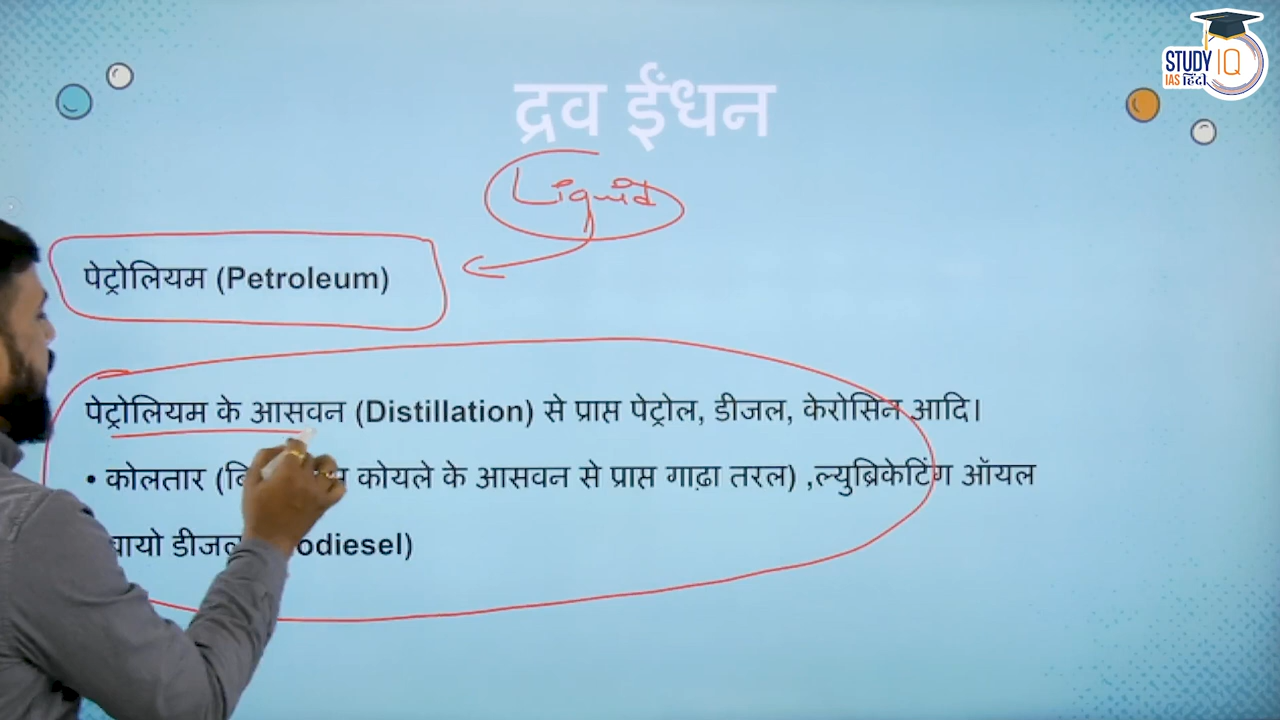 STUDY IQ
IAS हिंदी
द्रव ईंधन
Liquid
पेट्रोलियम (Petroleum)
पेट्रोलियम के आसवन (Distillation) से प्राप्त पेट्रोल, डीजल, केरोसिन आदि।
• कोलतार ( कोयले के आसवन से प्राप्त गाढ़ा तरल) ,ल्युब्रिकेटिंग ऑयल
बायो डीजल